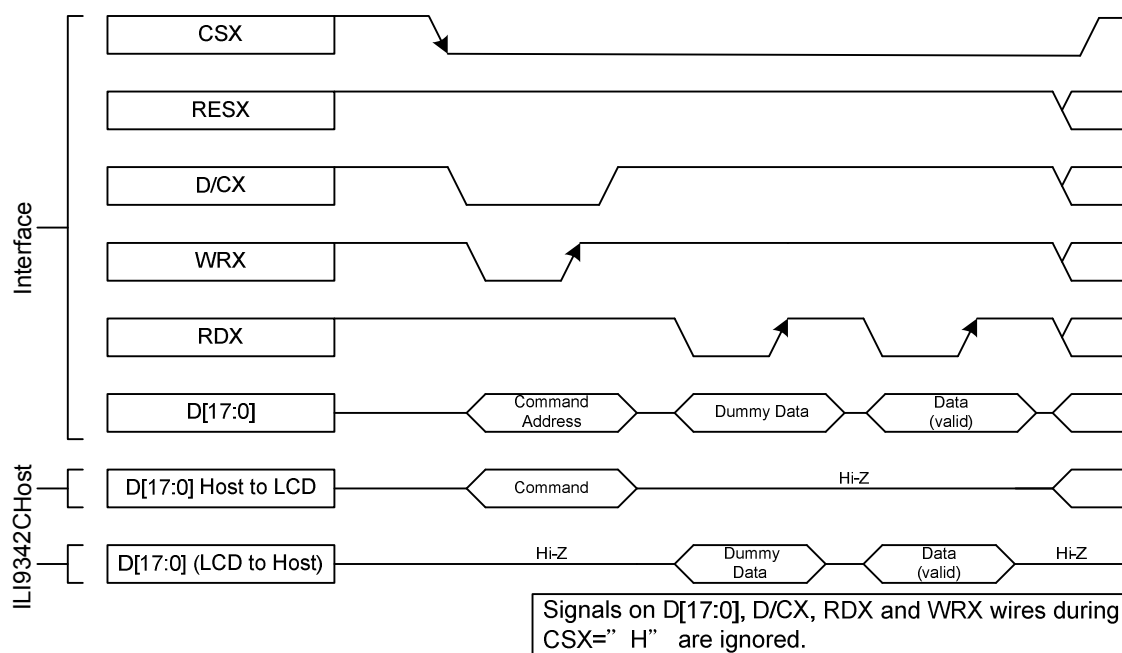 CSX
RESX
D/CX
WRX
RDX
D[17:0]
Command
Address
Dummy Data
Data
(valid)
Interface
D[17:0] Host to LCD
Command
Hi-Z
D[17:0] (LCD to Host)
Hi-Z
Dummy
Data
Data
(valid)
Hi-Z
ILI9342CHost
Signals on D[17:0], D/CX, RDX and WRX wires during
CSX=”H” are ignored.